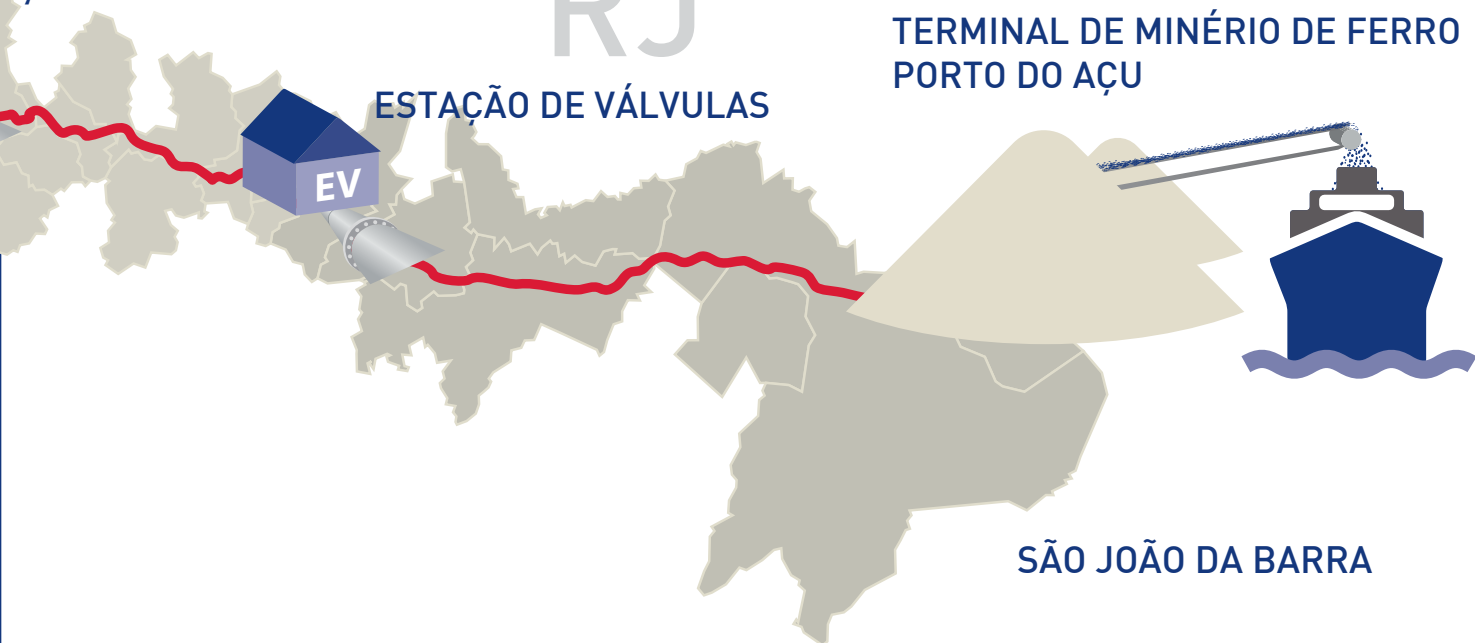 RJ
TERMINAL DE MINÉRIO DE FERRO
PORTO DO AÇU
ESTAÇÃO DE VÁLVULAS
EV
SÃO JOÃO DA BARRA